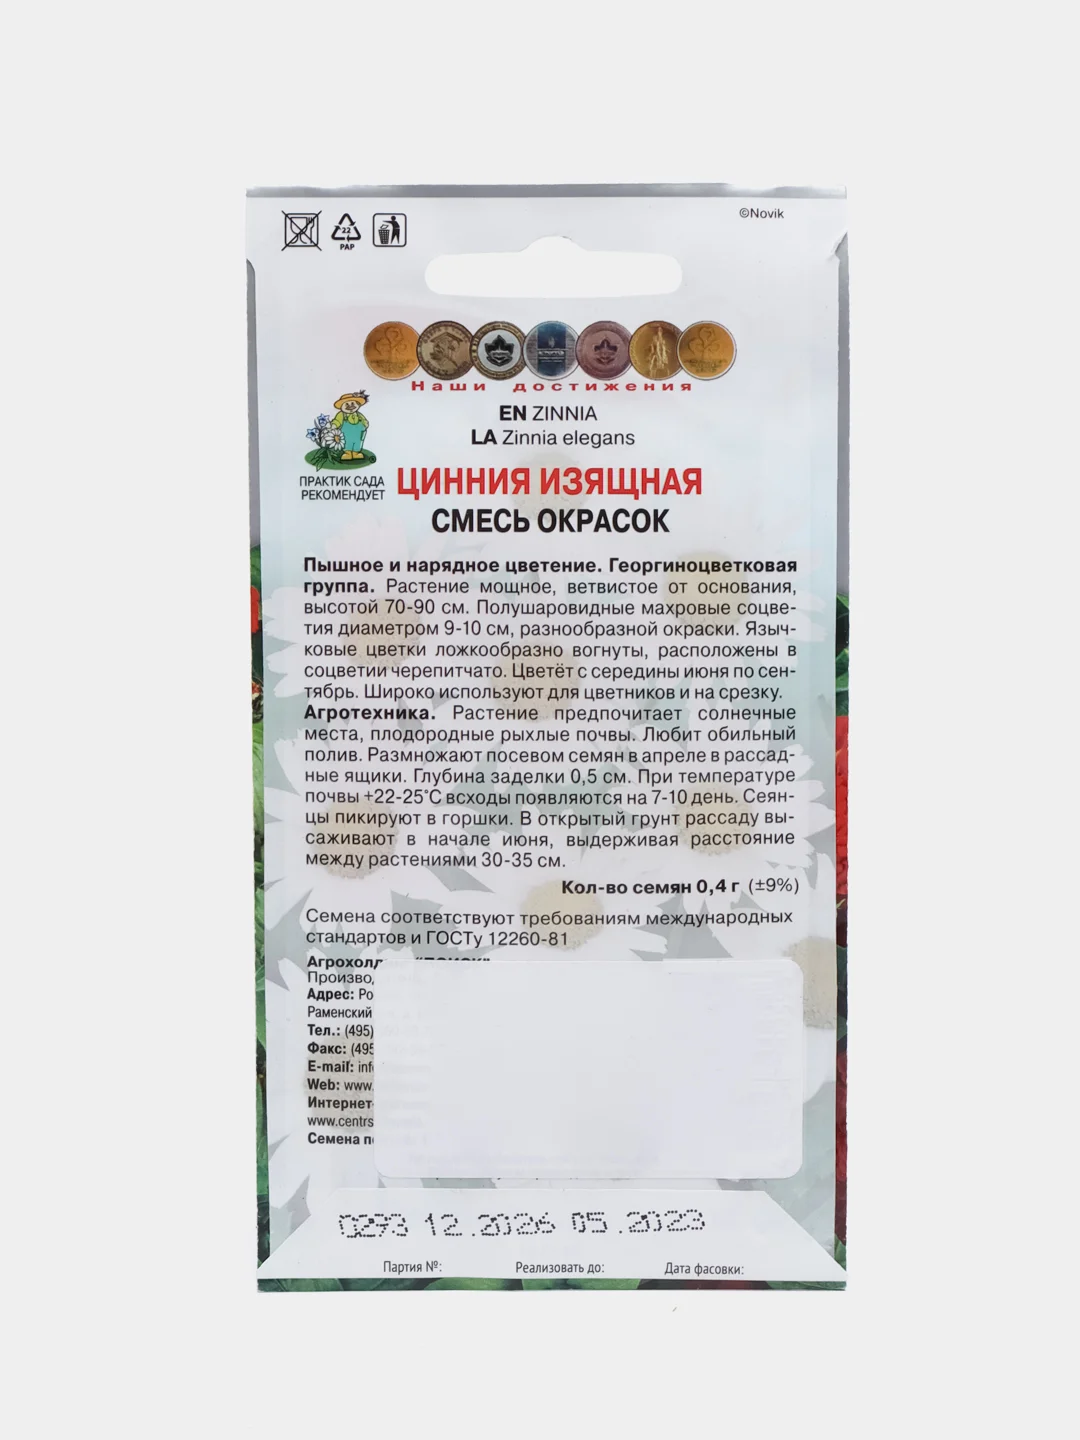 ©Novik
22
PAP
Наши достижения
EN ZINNIA
LA Zinnia elegans
ПРАКТИК САДА
РЕКОМЕНДУЕТ
ЦИННИЯ ИЗЯЩНАЯ
СМЕСЬ ОКРАСОК
Пышное и нарядное цветение. Георгиноцветковая
группа. Растение мощное, ветвистое от основания,
высотой 70-90 см. Полушаровидные махровые соцве-
тия диаметром 9-10 см, разнообразной окраски. Языч-
ковые цветки ложкообразно вогнуты, расположены в
соцветии черепитчато. Цветёт с середины июня по сен-
тябрь. Широко используют для цветников и на срезку.
Агротехника. Растение предпочитает солнечные
места, плодородные рыхлые почвы. Любит обильный
полив. Размножают посевом семян в апреле в рассад-
ные ящики. Глубина заделки 0,5 см. При температуре
почвы +22-25°С всходы появляются на 7-10 день. Сеян-
цы пикируют в горшки. В открытый грунт рассаду вы-
саживают в начале июня, выдерживая расстояние
между растениями 30-35 см.
Кол-во семян 0,4 г (±9%)
Семена соответствуют требованиям международных
стандартов и ГОСТу 12260-81
Адрес:
Раменский
Тел.: (495)
Факс: (495
E-mail:
Web: www.
Интернет-
www.centrs
Семена
0273 12.2026 05.2023
Партия №: Реализовать до: Дата фасовки: